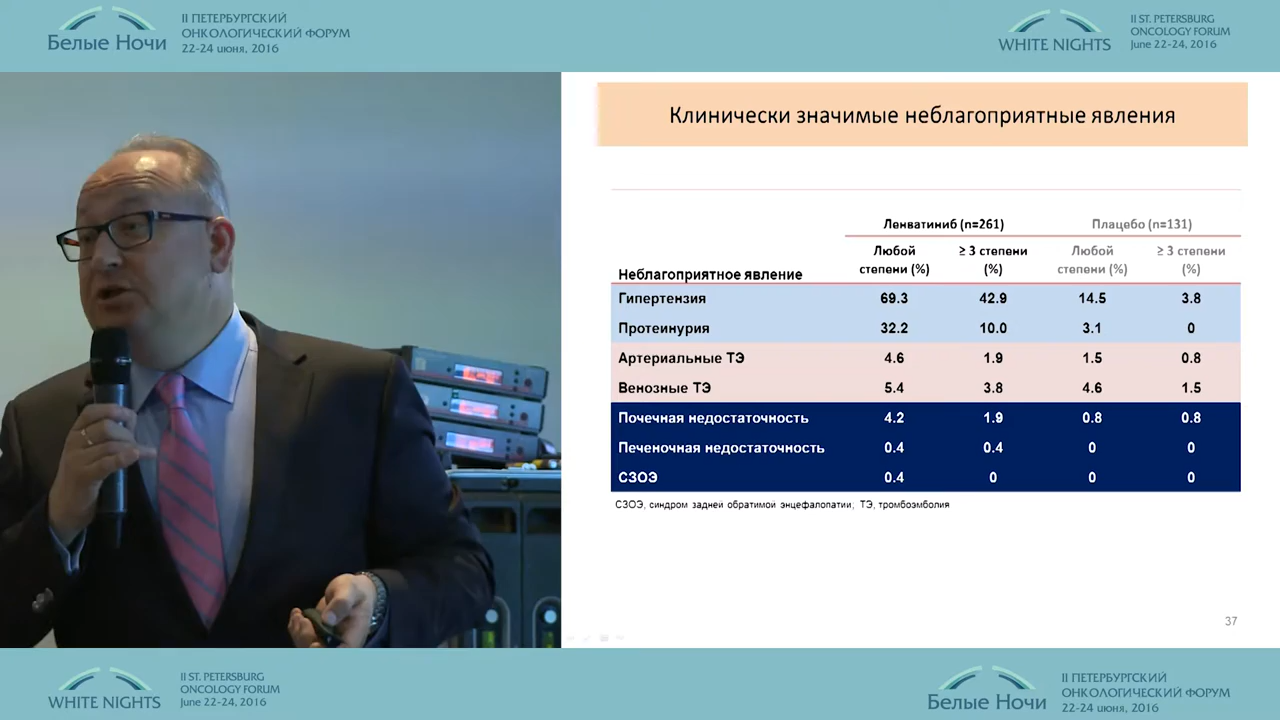 Белые Ночи
II ПЕТЕРБУРГСКИЙ
ОНКОЛОГИЧЕСКИЙ ФОРУМ
22-24 июня, 2016
WHITE NIGHTS
II ST. PETERSBURG
ONCOLOGY FORUM
June 22-24, 2016
Клинически значимые неблагоприятные явления
Ленватиниб (n=261) Плацебо (n=131)
Любой ≥ 3 степени Любой ≥ 3 степени
степени (%) (%) степени (%) (%)
Неблагоприятное явление
Гипертензия 69.3 42.9 14.5 3.8
Протеинурия 32.2 10.0 3.1 0
Артериальные ТЭ 4.6 1.9 1.5 0.8
Венозные ТЭ 5.4 3.8 4.6 1.5
Почечная недостаточность 4.2 1.9 0.8 0.8
Печеночная недостаточность 0.4 0.4 0 0
СЗОЭ 0.4 0 0 0
СЗОЭ, синдром задней обратимой энцефалопатии; ТЭ, тромбоэмболия
37
WHITE NIGHTS
II ST. PETERSBURG
ONCOLOGY FORUM
June 22-24, 2016
Белые Ночи
II ПЕТЕРБУРГСКИЙ
ОНКОЛОГИЧЕСКИЙ ФОРУМ
22-24 июня, 2016